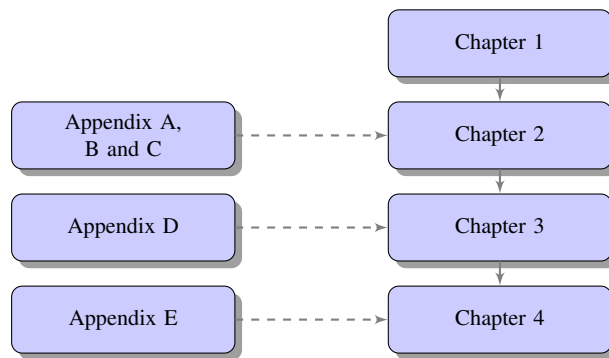 Chapter 1
Appendix A,
B and C
Chapter 2
Appendix D
Chapter 3
Appendix E
Chapter 4